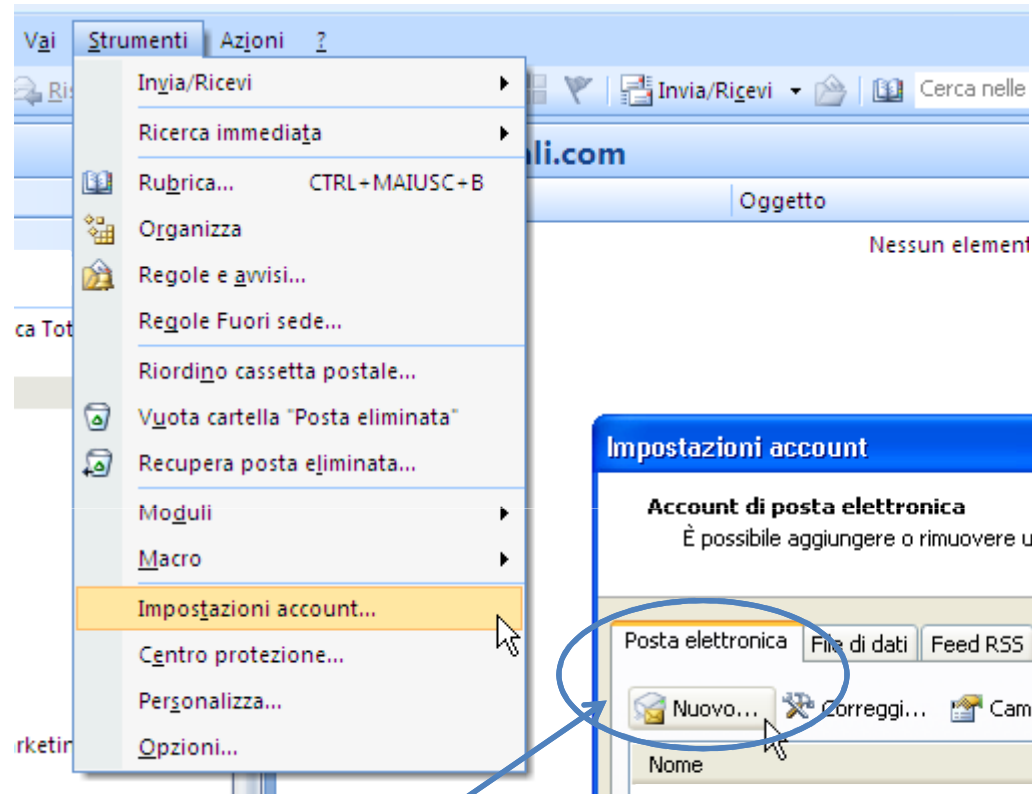 Vai Strumenti Azioni ?
Invia/Ricevi
Invia/Ricevi Cerca nelle
Ricerca immediata
li.com
Rubrica... CTRL+MAIUSC+B
Oggetto
Organizza
Nessun element
Regole e avvisi...
Regole Fuori sede...
ca Tot
Riordino cassetta postale...
Vuota cartella "Posta eliminata"
Recupera posta eliminata...
Moduli
Macro
Impostazioni account...
Centro protezione...
Personalizza...
Opzioni...
rketin
Impostazioni account
Account di posta elettronica
È possibile aggiungere o rimuovere u
Posta elettronica File di dati Feed RSS
Nuovo... Correggi... Cam
Nome